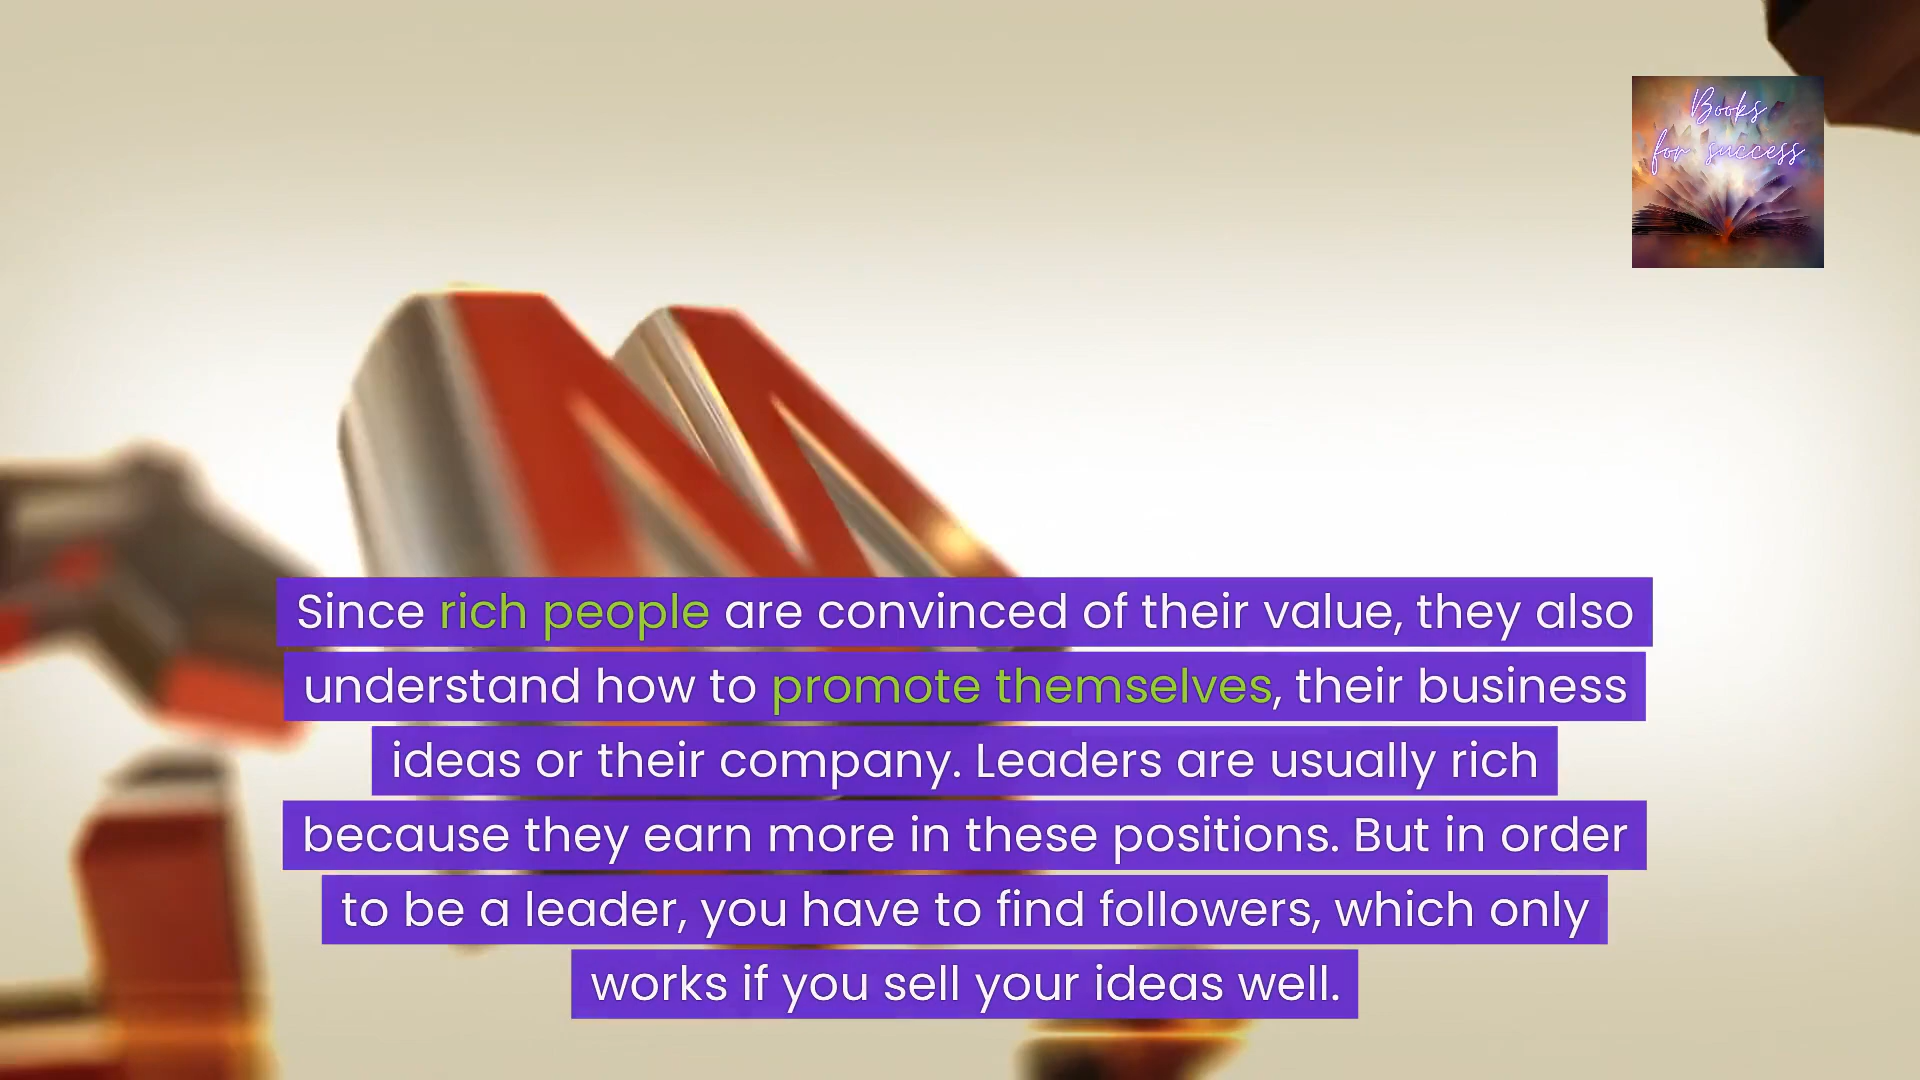 Books
for success
Since rich people are convinced of their value, they also
understand how to promote themselves, their business
ideas or their company. Leaders are usually rich
because they earn more in these positions. But in order
to be a leader, you have to find followers, which only
works if you sell your ideas well.